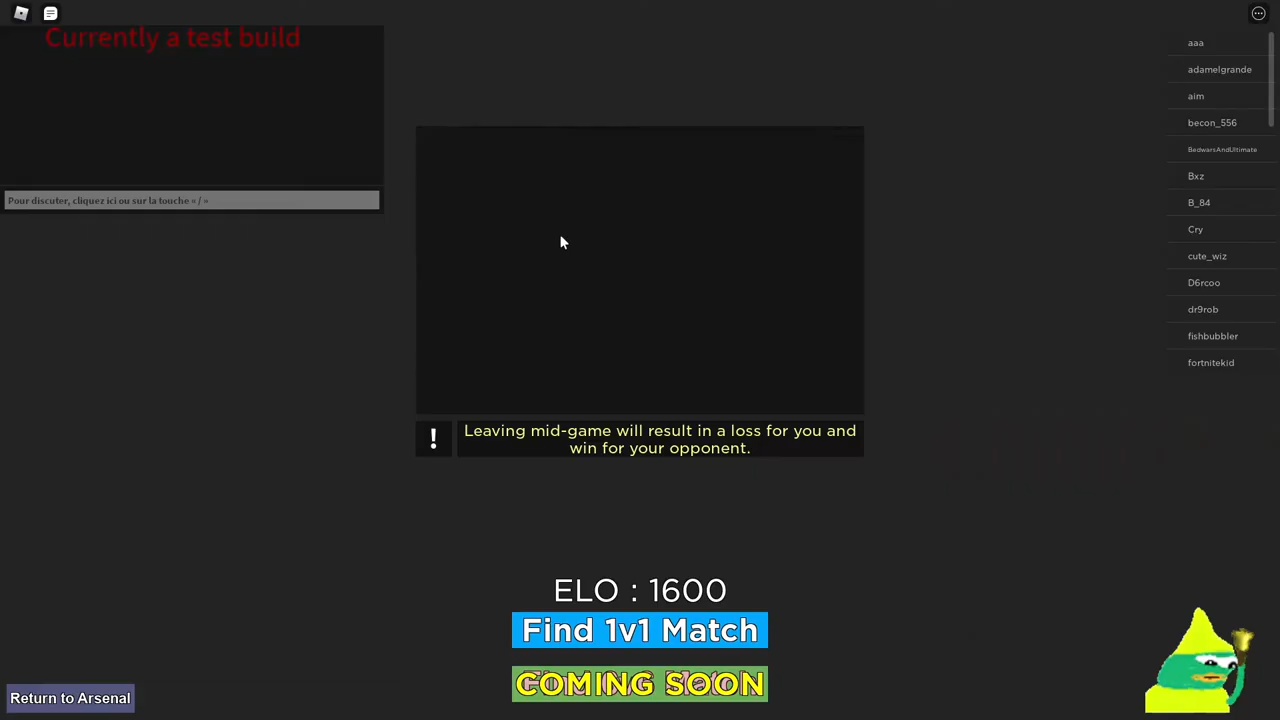 Currently a test build
Pour discuter, cliquez ici ou sur la touche « / »
aaa
adamelgrande
aim
becon_556
BedwarsAndUltimate
Bxz
B_84
Cry
cute_wiz
D6rcoo
dr9rob
fishbubbler
fortnitekid
!
Leaving mid-game will result in a loss for you and
win for your opponent.
ELO : 1600
Find 1v1 Match
COMING SOON
Return to Arsenal